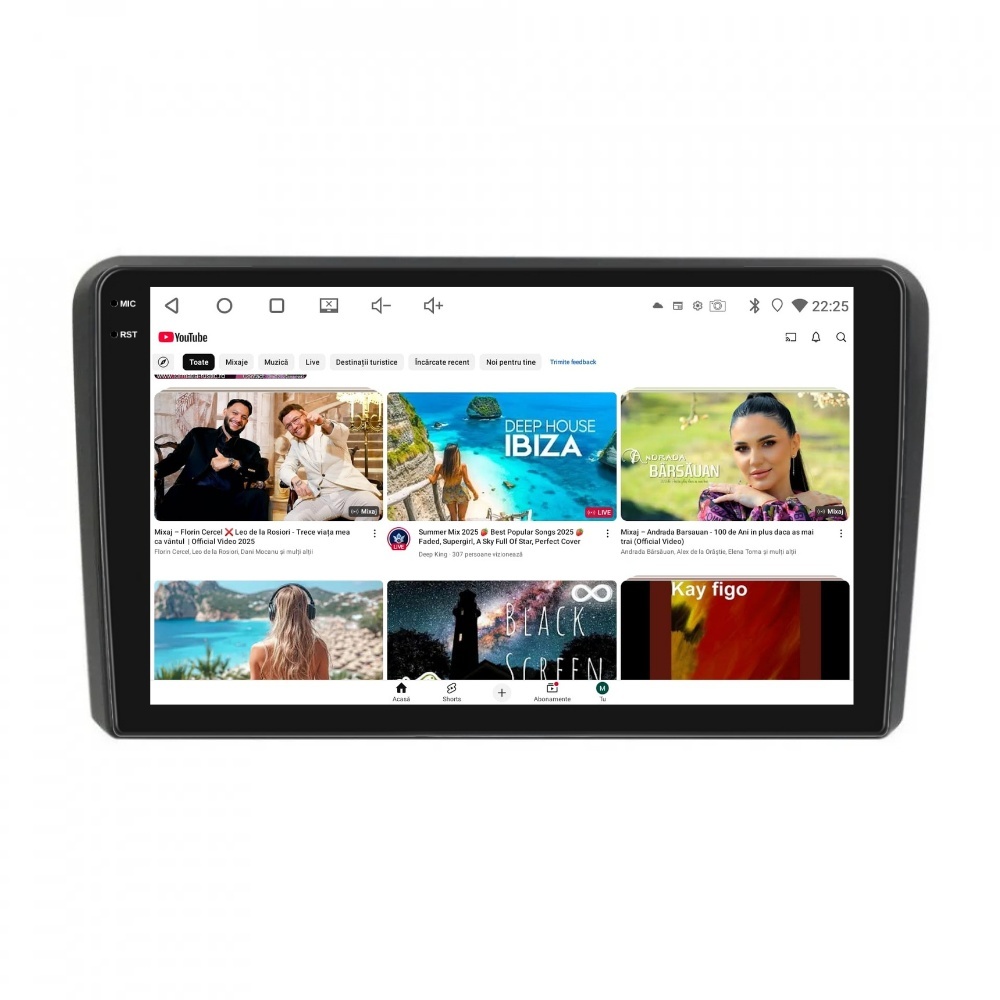 MIC
RST
22:25
YouTube
Toate Mixaje Muzică Live Destinații turistice Încărcate recent Noi pentru tine Trimite feedback
Mixaj
DEEP HOUSE
IBIZA
LIVE
ANDRADA
BÂRSĂUAN
Mixaj
Mixaj – Florin Cercel ❌ Leo de la Rosiori - Trece viața mea
ca vântul | Official Video 2025
Florin Cercel, Leo de la Rosiori, Dani Mocanu și mulți alții
LIVE
Summer Mix 2025 🍓 Best Popular Songs 2025 🍓
Faded, Supergirl, A Sky Full Of Star, Perfect Cover
Deep King · 307 persoane vizionează
Mixaj – Andrada Barsauan - 100 de Ani in plus daca as mai
trai (Official Video)
Andrada Bârsăuan, Alex de la Orăștie, Elena Toma și mulți alții
BLACK
SCREEN
Kay figo
Acasă Shorts Abonamente Tu
M